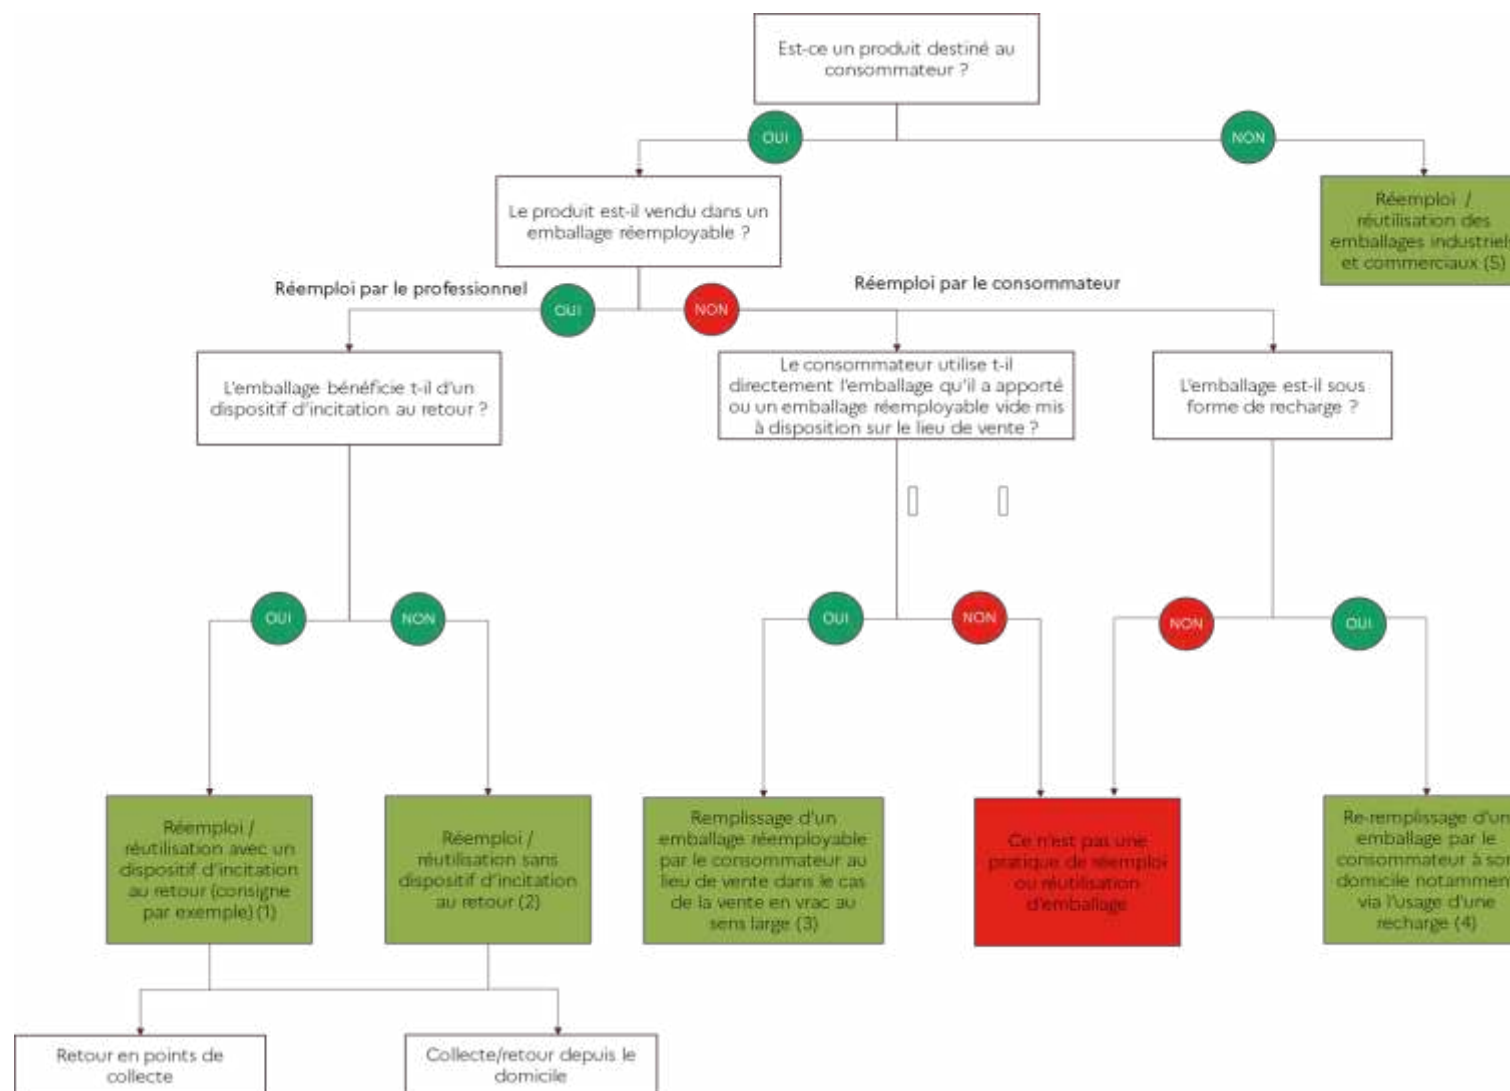 Est-ce un produit destiné au
consommateur ?
OUI
NON
Le produit est-il vendu dans un
emballage réemployable ?
Réemploi /
réutilisation des
emballages industriels
et commerciaux (5)
Réemploi par le professionnel
OUI
NON
Réemploi par le consommateur
L'emballage bénéficie t-il d'un
dispositif d'incitation au retour ?
Le consommateur utilise t-il
directement l'emballage qu'il a apporté
ou un emballage réemployable vide mis
à disposition sur le lieu de vente ?
L'emballage est-il sous
forme de recharge ?
OUI
NON
OUI
NON
NON
OUI
Réemploi /
réutilisation avec un
dispositif d'incitation
au retour (consigne
par exemple) (1)
Réemploi /
réutilisation sans
dispositif d'incitation
au retour (2)
Remplissage d'un
emballage réemployable
par le consommateur au
lieu de vente dans le cas
de la vente en vrac au
sens large (3)
Ce n'est pas une
pratique de réemploi
ou réutilisation
d'emballage
Re-remplissage d'un
emballage par le
consommateur à son
domicile notamment
via l'usage d'une
recharge (4)
Retour en points de
collecte
Collecte/retour depuis le
domicile